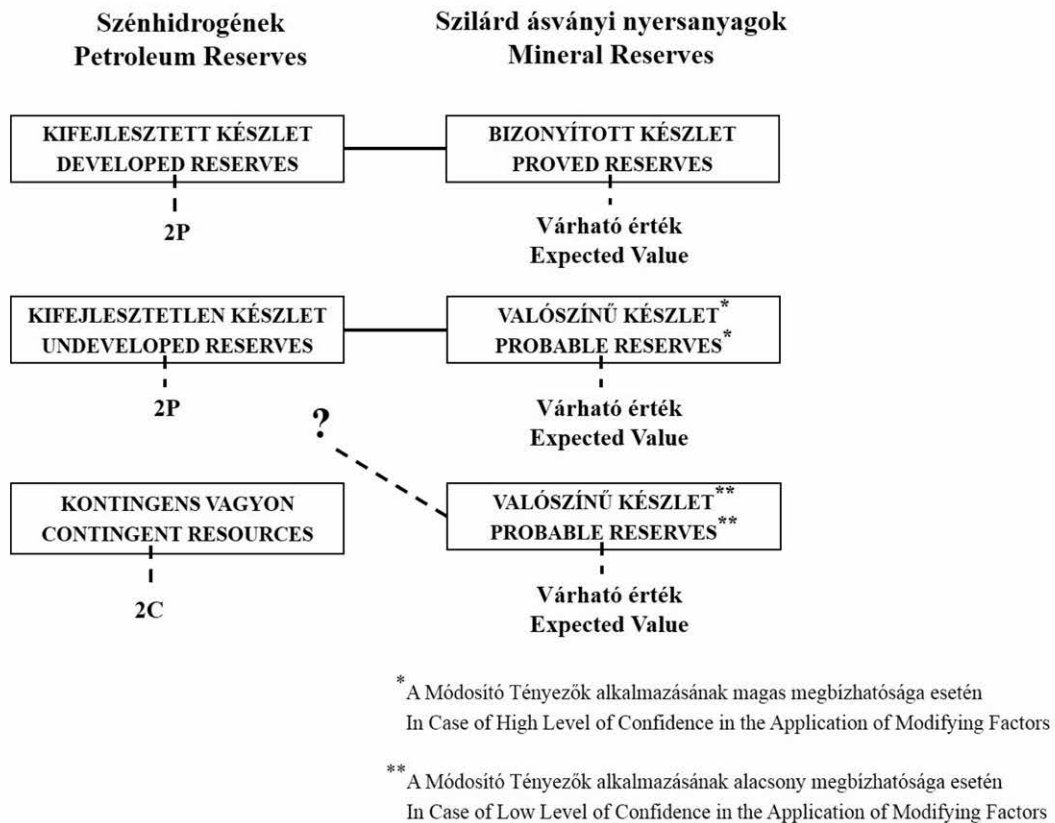 Szénhidrogének
Petroleum Reserves
Szilárd ásványi nyersanyagok
Mineral Reserves
KIFEJLESZTETT KÉSZLET
DEVELOPED RESERVES
BIZONYÍTOTT KÉSZLET
PROVED RESERVES
2P
Várható érték
Expected Value
KIFEJLESZTETLEN KÉSZLET
UNDEVELOPED RESERVES
VALÓSZÍNŰ KÉSZLET*
PROBABLE RESERVES*
2P
Várható érték
Expected Value
?
KONTINGENS VAGYON
CONTINGENT RESOURCES
VALÓSZÍNŰ KÉSZLET**
PROBABLE RESERVES**
2C
Várható érték
Expected Value
*A Módosító Tényezők alkalmazásának magas megbízhatósága esetén
In Case of High Level of Confidence in the Application of Modifying Factors
**A Módosító Tényezők alkalmazásának alacsony megbízhatósága esetén
In Case of Low Level of Confidence in the Application of Modifying Factors